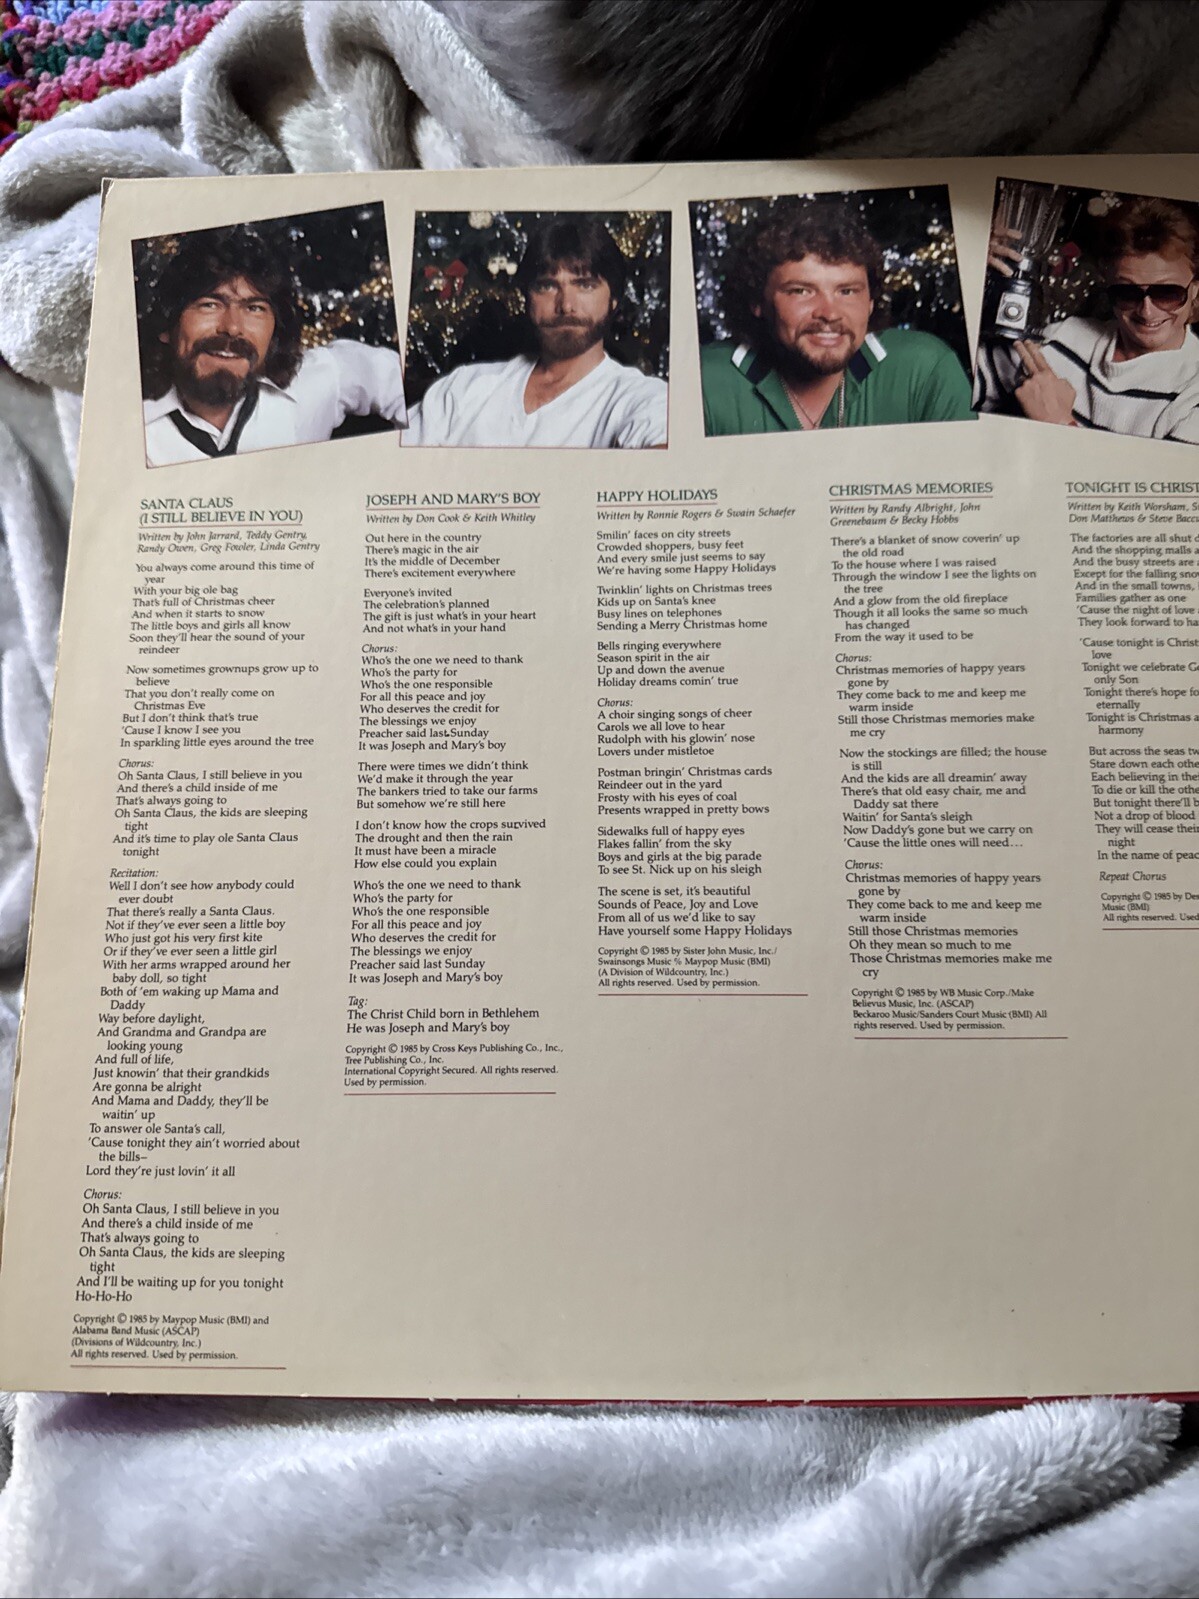 SANTA CLAUS
(I STILL BELIEVE IN YOU)
Written by John Jarrard, Teddy Gentry,
Randy Owen, Greg Fowler, Linda Gentry
You always come around this time of
year
With your big ole bag
That's full of Christmas cheer
And when it starts to snow
The little boys and girls all know
Soon they'll hear the sound of your
reindeer
Now sometimes grownups grow up to
believe
That you don't really come on
Christmas Eve
But I don't think that's true
'Cause I know I see you
In sparkling little eyes around the tree
Chorus:
Oh Santa Claus, I still believe in you
And there's a child inside of me
That's always going to
Oh Santa Claus, the kids are sleeping
tight
And it's time to play ole Santa Claus
tonight
Recitation:
Well I don't see how anybody could
ever doubt
That there's really a Santa Claus.
Not if they've ever seen a little boy
Who just got his very first kite
Or if they've ever seen a little girl
With her arms wrapped around her
baby doll, so tight
Both of 'em waking up Mama and
Daddy
Way before daylight,
And Grandma and Grandpa are
looking young
And full of life,
Just knowin' that their grandkids
Are gonna be alright
And Mama and Daddy, they'll be
waitin' up
To answer ole Santa's call,
'Cause tonight they ain't worried about
the bills–
Lord they're just lovin' it all
Chorus:
Oh Santa Claus, I still believe in you
And there's a child inside of me
That's always going to
Oh Santa Claus, the kids are sleeping
tight
And I'll be waiting up for you tonight
Ho-Ho-Ho
Copyright © 1985 by Maypop Music (BMI) and
Alabama Band Music (ASCAP)
(Divisions of Wildcountry, Inc.)
All rights reserved. Used by permission.
JOSEPH AND MARY'S BOY
Written by Don Cook & Keith Whitley
Out here in the country
There's magic in the air
It's the middle of December
There's excitement everywhere
Everyone's invited
The celebration's planned
The gift is just what's in your heart
And not what's in your hand
Chorus:
Who's the one we need to thank
Who's the party for
Who's the one responsible
For all this peace and joy
Who deserves the credit for
The blessings we enjoy
Preacher said last Sunday
It was Joseph and Mary's boy
There were times we didn't think
We'd make it through the year
The bankers tried to take our farms
But somehow we're still here
I don't know how the crops survived
The drought and then the rain
It must have been a miracle
How else could you explain
Who's the one we need to thank
Who's the party for
Who's the one responsible
For all this peace and joy
Who deserves the credit for
The blessings we enjoy
Preacher said last Sunday
It was Joseph and Mary's boy
Tag:
The Christ Child born in Bethlehem
He was Joseph and Mary's boy
Copyright © 1985 by Cross Keys Publishing Co., Inc.,
Tree Publishing Co., Inc.
International Copyright Secured. All rights reserved.
Used by permission.
HAPPY HOLIDAYS
Written by Ronnie Rogers & Swain Schaefer
Smilin' faces on city streets
Crowded shoppers, busy feet
And every smile just seems to say
We're having some Happy Holidays
Twinklin' lights on Christmas trees
Kids up on Santa's knee
Busy lines on telephones
Sending a Merry Christmas home
Bells ringing everywhere
Season spirit in the air
Up and down the avenue
Holiday dreams comin' true
Chorus:
A choir singing songs of cheer
Carols we all love to hear
Rudolph with his glowin' nose
Lovers under mistletoe
Postman bringin' Christmas cards
Reindeer out in the yard
Frosty with his eyes of coal
Presents wrapped in pretty bows
Sidewalks full of happy eyes
Flakes fallin' from the sky
Boys and girls at the big parade
To see St. Nick up on his sleigh
The scene is set, it's beautiful
Sounds of Peace, Joy and Love
From all of us we'd like to say
Have yourself some Happy Holidays
Copyright © 1985 by Sister John Music, Inc./
Swainsongs Music % Maypop Music (BMI)
(A Division of Wildcountry, Inc.)
All rights reserved. Used by permission.
CHRISTMAS MEMORIES
Written by Randy Albright, John
Greenebaum & Becky Hobbs
There's a blanket of snow coverin' up
the old road
To the house where I was raised
Through the window I see the lights on
the tree
And a glow from the old fireplace
Though it all looks the same so much
has changed
From the way it used to be
Chorus:
Christmas memories of happy years
gone by
They come back to me and keep me
warm inside
Still those Christmas memories make
me cry
Now the stockings are filled; the house
is still
And the kids are all dreamin' away
There's that old easy chair, me and
Daddy sat there
Waitin' for Santa's sleigh
Now Daddy's gone but we carry on
'Cause the little ones will need...
Chorus:
Christmas memories of happy years
gone by
They come back to me and keep me
warm inside
Still those Christmas memories
Oh they mean so much to me
Those Christmas memories make me
cry
Copyright © 1985 by WB Music Corp./Make
Believus Music, Inc. (ASCAP)
Beckaroo Music/Sanders Court Music (BMI) All
rights reserved. Used by permission.
TONIGHT IS CHRIST
Written by Keith Worsham, S
Don Matthews & Steve Bacc
The factories are all shut d
And the shopping malls a
And the busy streets are
Except for the falling sno
And in the small towns,
Families gather as one
'Cause the night of love
They look forward to ha
'Cause tonight is Christ
love
Tonight we celebrate G
only Son
Tonight there's hope fo
eternally
Tonight is Christmas a
harmony
But across the seas tw
Stare down each othe
Each believing in the
To die or kill the othe
But tonight there'll b
Not a drop of blood
They will cease their
night
In the name of peac
Repeat Chorus
Copyright © 1985 by Des
Music (BMI)
All rights reserved. Used